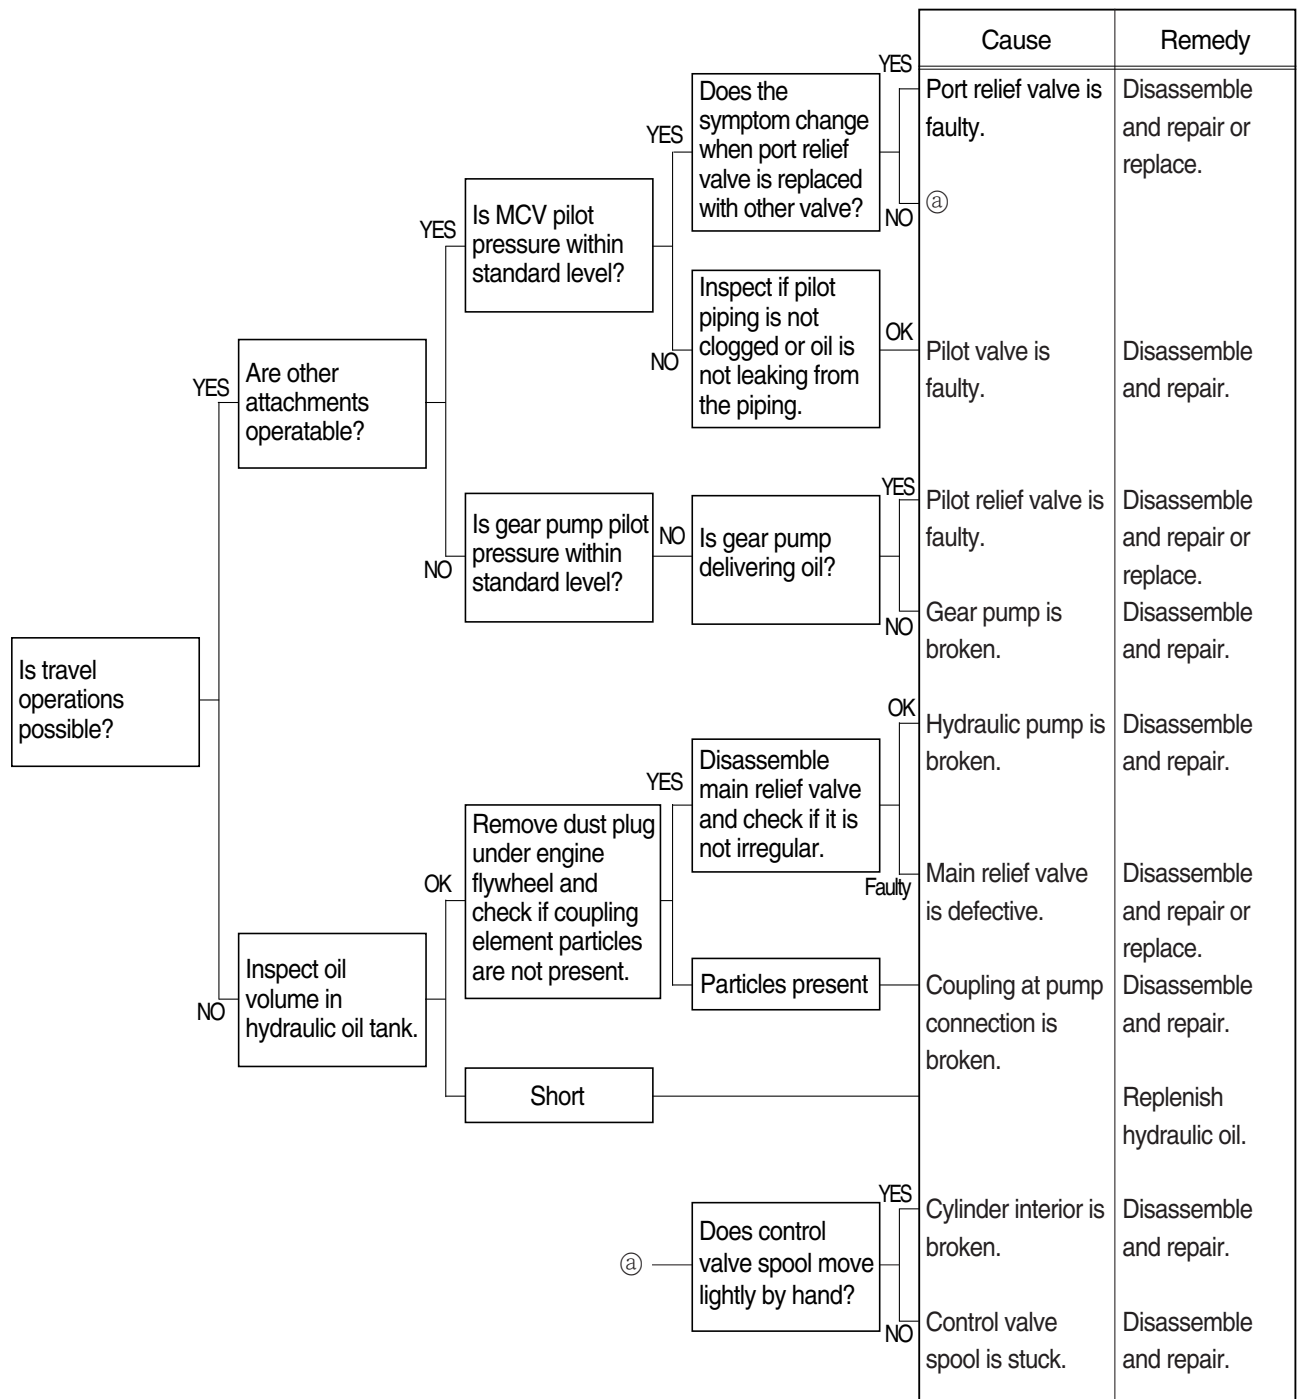 Cause
Remedy
YES
Does the
symptom change
when port relief
valve is replaced
with other valve?
Port relief valve is
faulty.
Disassemble
and repair or
replace.
YES
NO
ⓐ
YES
Is MCV pilot
pressure within
standard level?
Inspect if pilot
piping is not
clogged or oil is
not leaking from
the piping.
NO
OK
Pilot valve is
faulty.
Disassemble
and repair.
YES
Are other
attachments
operatable?
YES
Pilot relief valve is
faulty.
Disassemble
and repair or
replace.
Is gear pump pilot
pressure within
standard level?
NO
NO
Is gear pump
delivering oil?
NO
Gear pump is
broken.
Disassemble
and repair.
Is travel
operations
possible?
OK
Hydraulic pump is
broken.
Disassemble
and repair.
YES
Disassemble
main relief valve
and check if it is
not irregular.
Remove dust plug
under engine
flywheel and
check if coupling
element particles
are not present.
OK
Faulty
Main relief valve
is defective.
Disassemble
and repair or
replace.
NO
Inspect oil
volume in
hydraulic oil tank.
Particles present
Coupling at pump
connection is
broken.
Disassemble
and repair.
Short
Replenish
hydraulic oil.
YES
Cylinder interior is
broken.
Disassemble
and repair.
ⓐ
Does control
valve spool move
lightly by hand?
NO
Control valve
spool is stuck.
Disassemble
and repair.